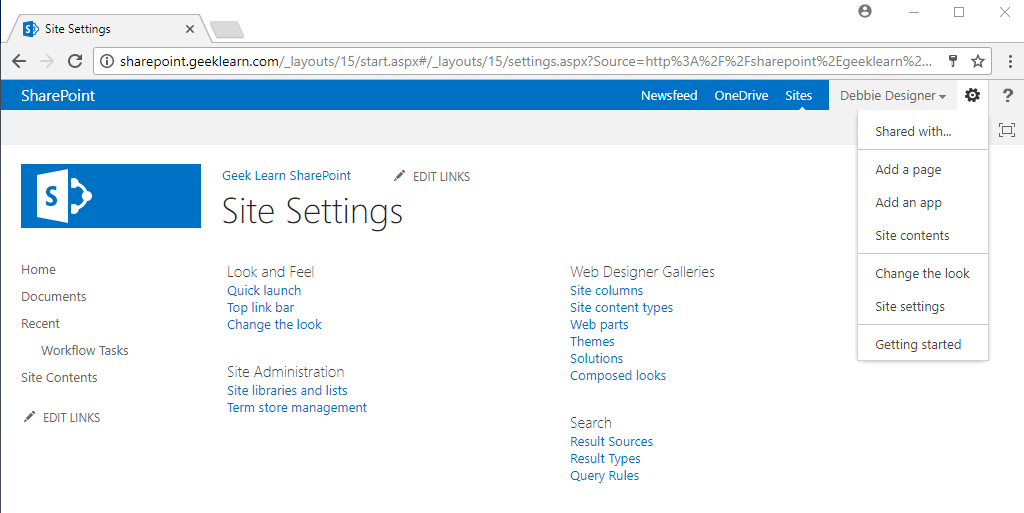 Site Settings
sharepoint.geeklearn.com/_layouts/15/start.aspx#/_layouts/15/settings.aspx?Source=http%3A%2F%2Fsharepoint%2Egeeklearn%2...
SharePoint
Newsfeed OneDrive Sites Debbie Designer ?
Shared with...
Add a page
Add an app
Site contents
Change the look
Site settings
Getting started
S
Geek Learn SharePoint EDIT LINKS
Site Settings
Home
Documents
Recent
Workflow Tasks
Site Contents
EDIT LINKS
Look and Feel
Quick launch
Top link bar
Change the look
Site Administration
Site libraries and lists
Term store management
Web Designer Galleries
Site columns
Site content types
Web parts
Themes
Solutions
Composed looks
Search
Result Sources
Result Types
Query Rules